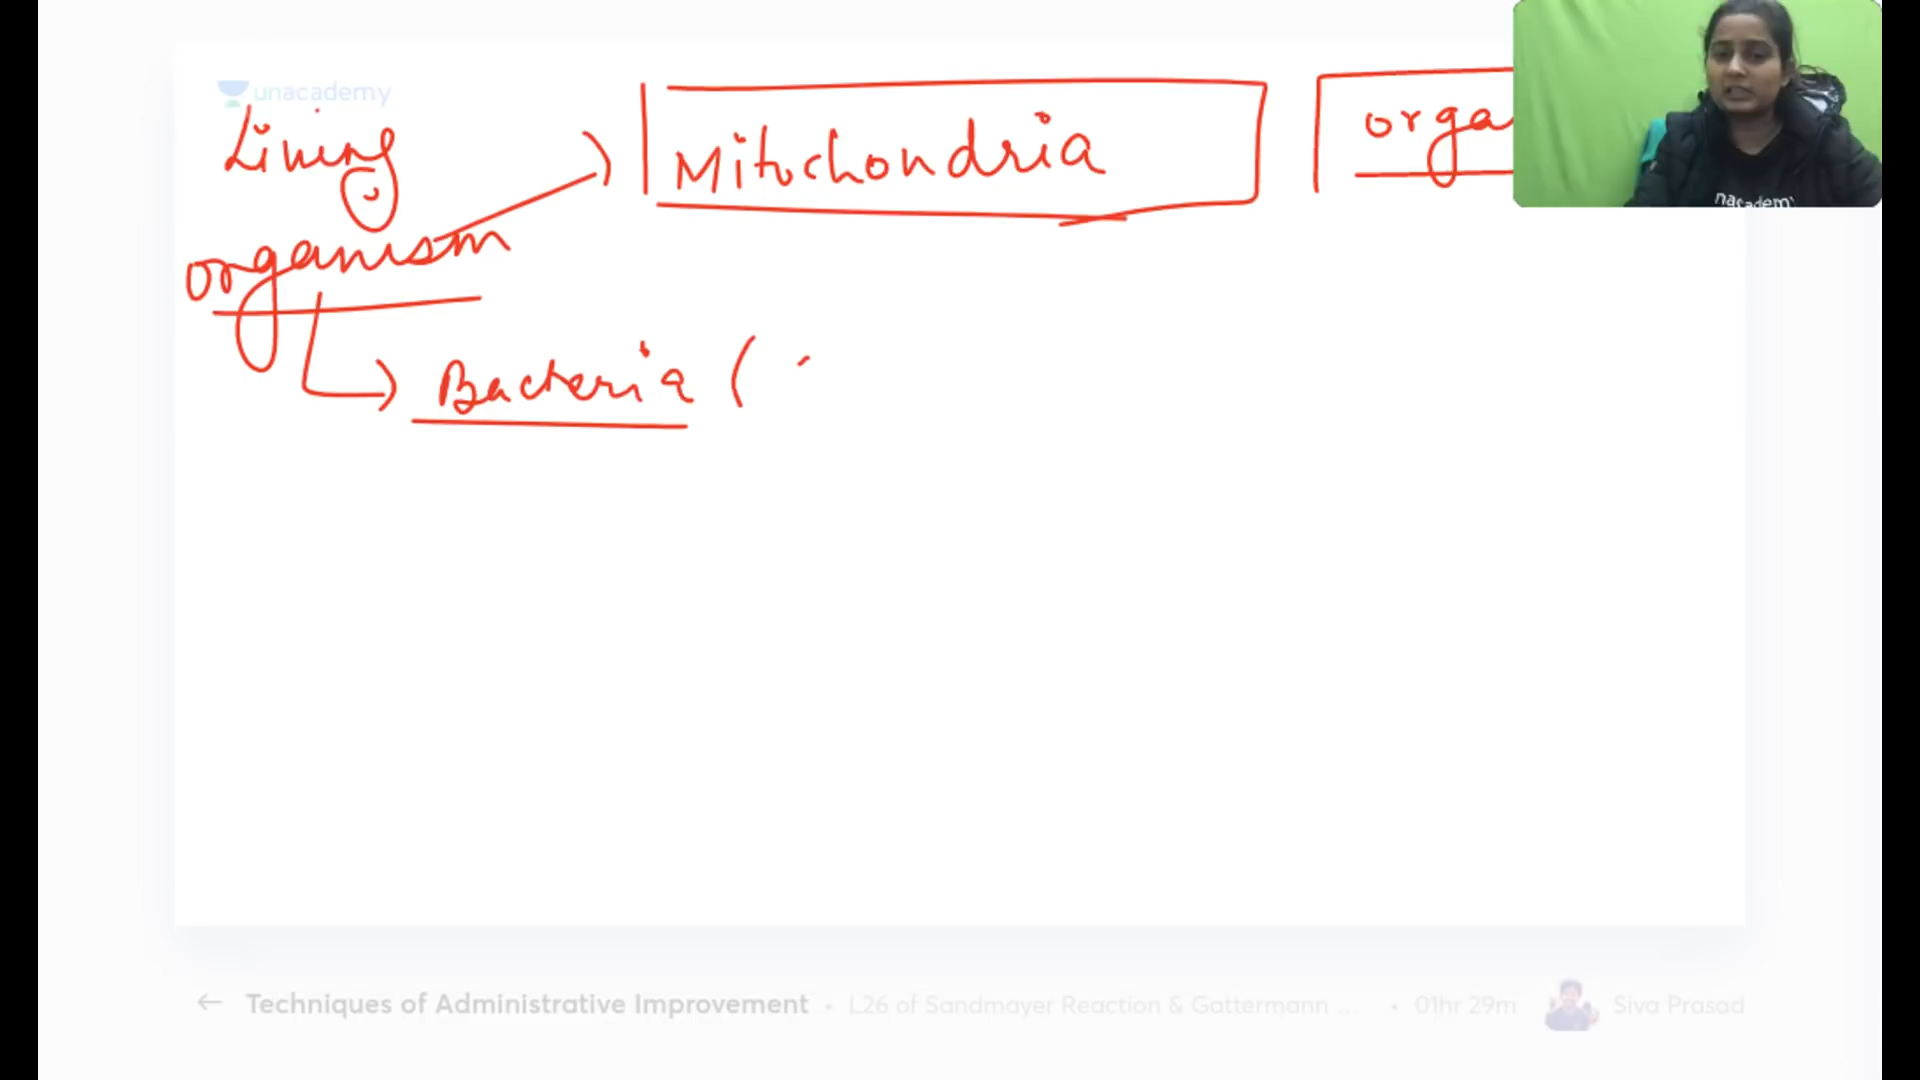 unacademy
Living
organism
Mitochondria
orga
Bacteria (
nacademy
Techniques of Administrative Improvement • L26 of Sandmayer Reaction & Gattermann ... • 01hr 29m Siva Prasad